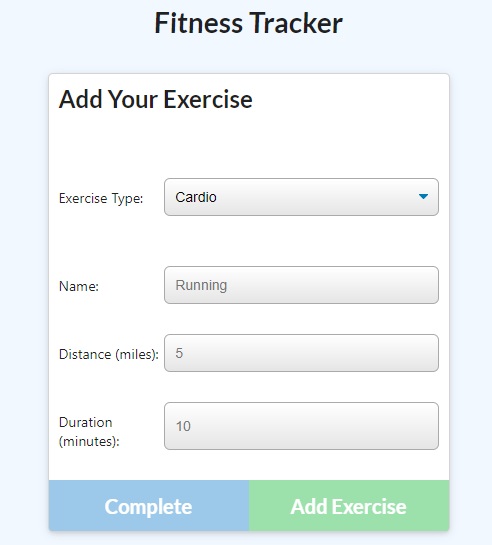 Fitness Tracker
Add Your Exercise
Exercise Type: Cardio
Name: Running
Distance (miles): 5
Duration
(minutes): 10
Complete Add Exercise